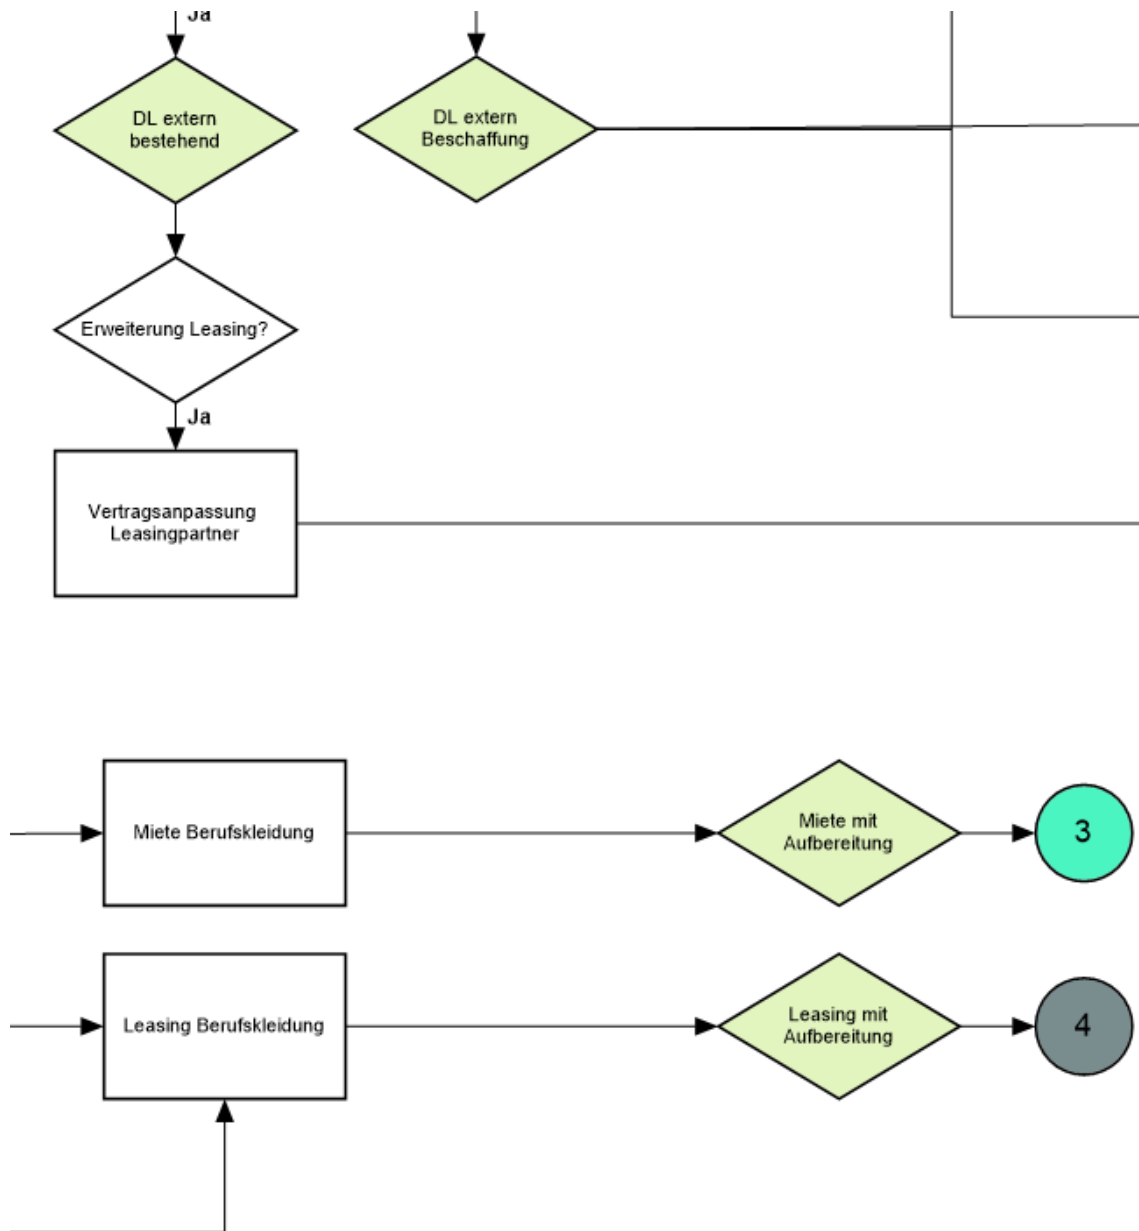 Ja
DL extern
bestehend
DL extern
Beschaffung
Erweiterung Leasing?
Ja
Vertragsanpassung
Leasingpartner
Miete Berufskleidung
Miete mit
Aufbereitung
3
Leasing Berufskleidung
Leasing mit
Aufbereitung
4